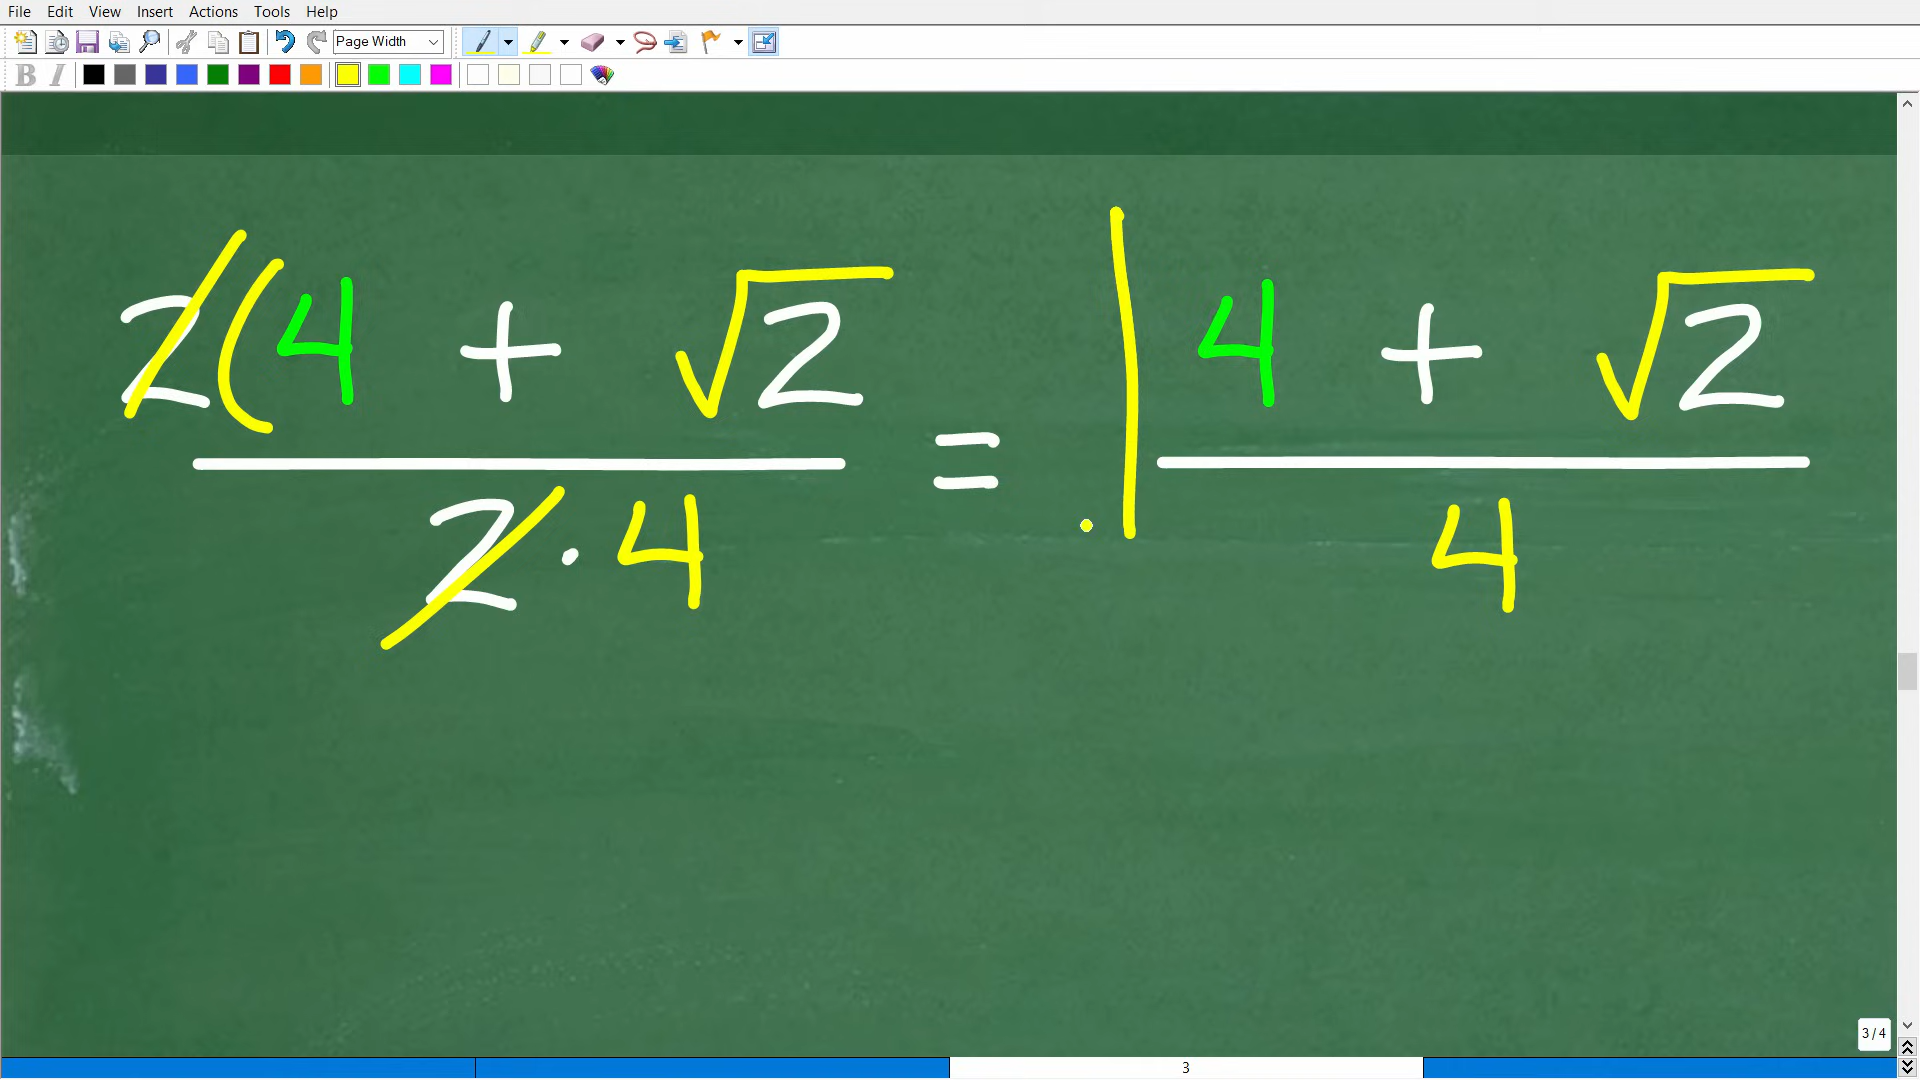 File Edit View Insert Actions Tools Help
Page Width
B I
2(4 + √2 = | 4 + √2
2 · 4 4
3 / 4
3